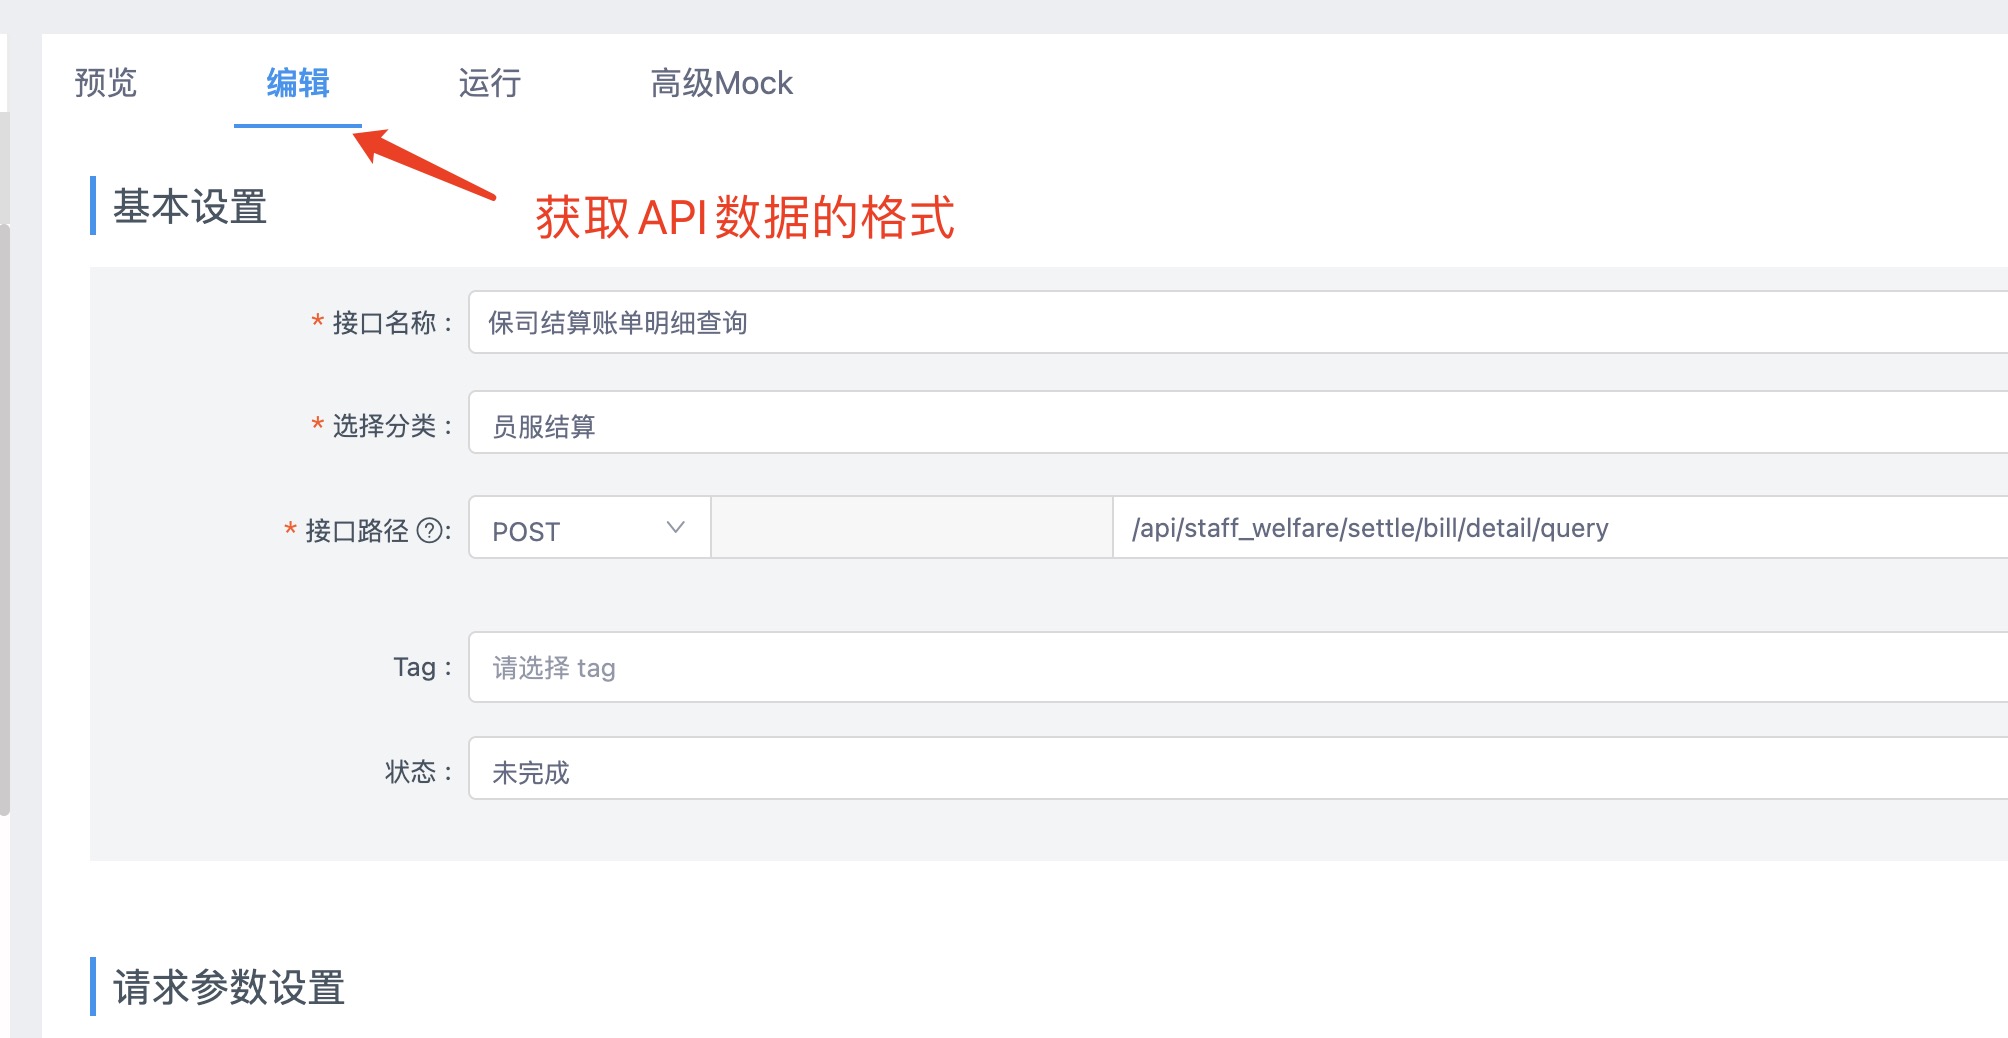 预览 编辑 运行 高级Mock
基本设置
获取API数据的格式
* 接口名称 : 保司结算账单明细查询
* 选择分类 : 员服结算
* 接口路径 ? : POST /api/staff_welfare/settle/bill/detail/query
Tag : 请选择 tag
状态 : 未完成
请求参数设置